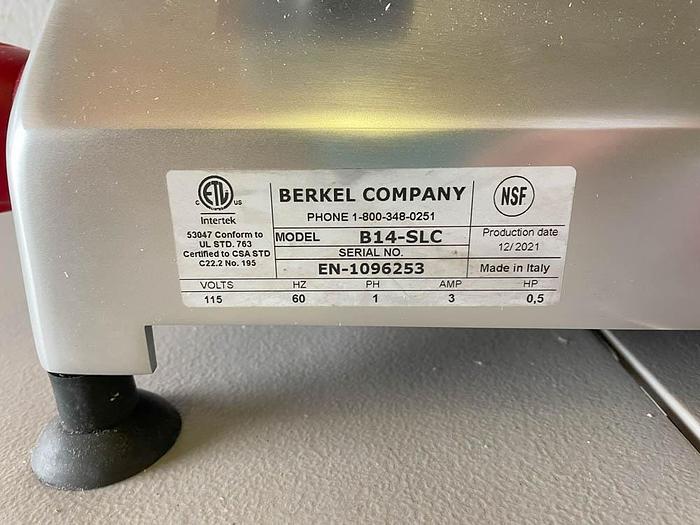 ETL
C US
Intertek
53047 Conform to
UL STD. 763
Certified to CSA STD
C22.2 No. 195
BERKEL COMPANY
PHONE 1-800-348-0251
MODEL B14-SLC
SERIAL NO.
EN-1096253
NSF
Production date
12/2021
Made in Italy
VOLTS HZ PH AMP HP
115 60 1 3 0,5